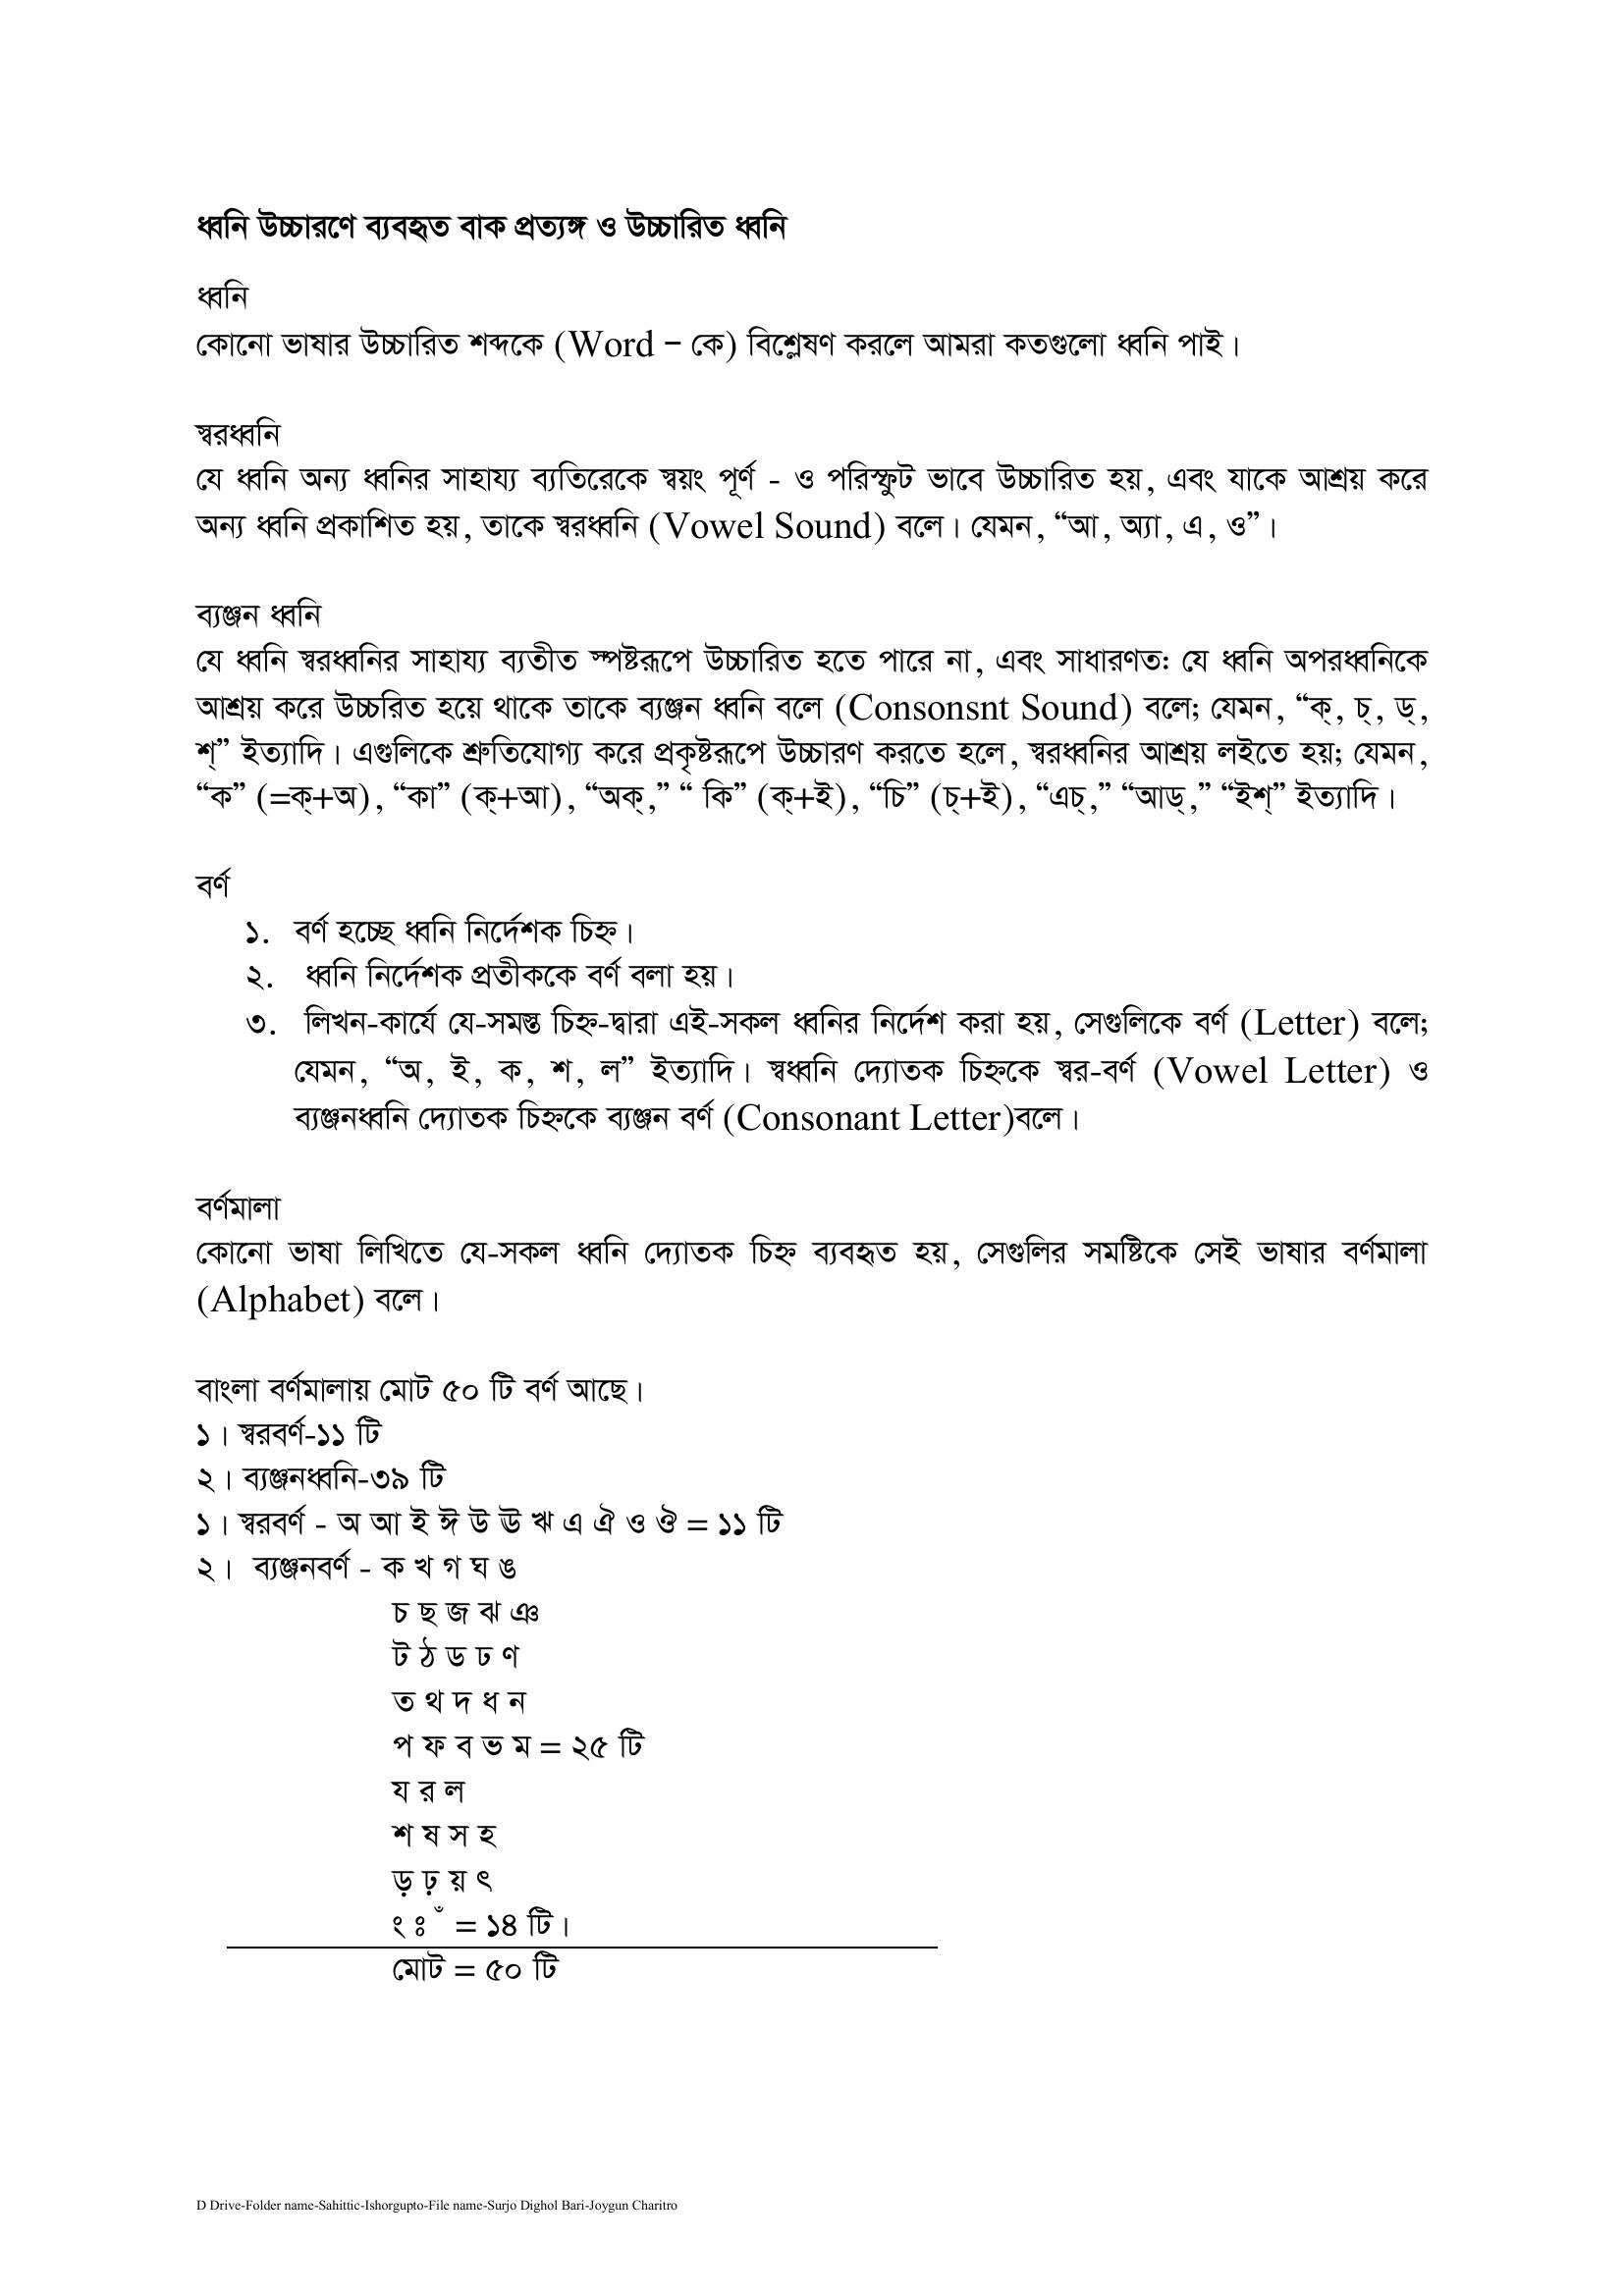 ধ্বনি উচ্চারণে ব্যবহৃত বাক প্রত্যঙ্গ ও উচ্চারিত ধ্বনি
ধ্বনি
কোনো ভাষার উচ্চারিত শব্দকে (Word – কে) বিশ্লেষণ করলে আমরা কতগুলো ধ্বনি পাই।
স্বরধ্বনি
যে ধ্বনি অন্য ধ্বনির সাহায্য ব্যতিরেকে স্বয়ং পূর্ণ - ও পরিস্ফুট ভাবে উচ্চারিত হয়, এবং যাকে আশ্রয় করে
অন্য ধ্বনি প্রকাশিত হয়, তাকে স্বরধ্বনি (Vowel Sound) বলে। যেমন, “আ, অ্যা, এ, ও”।
ব্যঞ্জন ধ্বনি
যে ধ্বনি স্বরধ্বনির সাহায্য ব্যতীত স্পষ্টরূপে উচ্চারিত হতে পারে না, এবং সাধারণত: যে ধ্বনি অপরধ্বনিকে
আশ্রয় করে উচ্চরিত হয়ে থাকে তাকে ব্যঞ্জন ধ্বনি বলে (Consonsnt Sound) বলে; যেমন, “ক্, চ্, ড্,
শ্” ইত্যাদি। এগুলিকে শ্রুতিযোগ্য করে প্রকৃষ্টরূপে উচ্চারণ করতে হলে, স্বরধ্বনির আশ্রয় লইতে হয়; যেমন,
“ক” (=ক্+অ), “কা” (ক্+আ), “অক্,” “ কি” (ক্+ই), “চি” (চ্+ই), “এচ্,” “আড্,” “ইশ্” ইত্যাদি।
বর্ণ
১. বর্ণ হচ্ছে ধ্বনি নির্দেশক চিহ্ন।
২. ধ্বনি নির্দেশক প্রতীককে বর্ণ বলা হয়।
৩. লিখন-কার্যে যে-সমস্ত চিহ্ন-দ্বারা এই-সকল ধ্বনির নির্দেশ করা হয়, সেগুলিকে বর্ণ (Letter) বলে;
যেমন, “অ, ই, ক, শ, ল” ইত্যাদি। স্বধ্বনি দ্যোতক চিহ্নকে স্বর-বর্ণ (Vowel Letter) ও
ব্যঞ্জনধ্বনি দ্যোতক চিহ্নকে ব্যঞ্জন বর্ণ (Consonant Letter)বলে।
বর্ণমালা
কোনো ভাষা লিখিতে যে-সকল ধ্বনি দ্যোতক চিহ্ন ব্যবহৃত হয়, সেগুলির সমষ্টিকে সেই ভাষার বর্ণমালা
(Alphabet) বলে।
বাংলা বর্ণমালায় মোট ৫০ টি বর্ণ আছে।
১। স্বরবর্ণ-১১ টি
২। ব্যঞ্জনধ্বনি-৩৯ টি
১। স্বরবর্ণ - অ আ ই ঈ উ ঊ ঋ এ ঐ ও ঔ = ১১ টি
২। ব্যঞ্জনবর্ণ - ক খ গ ঘ ঙ
চ ছ জ ঝ ঞ
ট ঠ ড ঢ ণ
ত থ দ ধ ন
প ফ ব ভ ম = ২৫ টি
য র ল
শ ষ স হ
ড় ঢ় য় ৎ
ং ঃ ঁ = ১৪ টি।
মোট = ৫০ টি
D Drive-Folder name-Sahittic-Ishorgupto-File name-Surjo Dighol Bari-Joygun Charitro